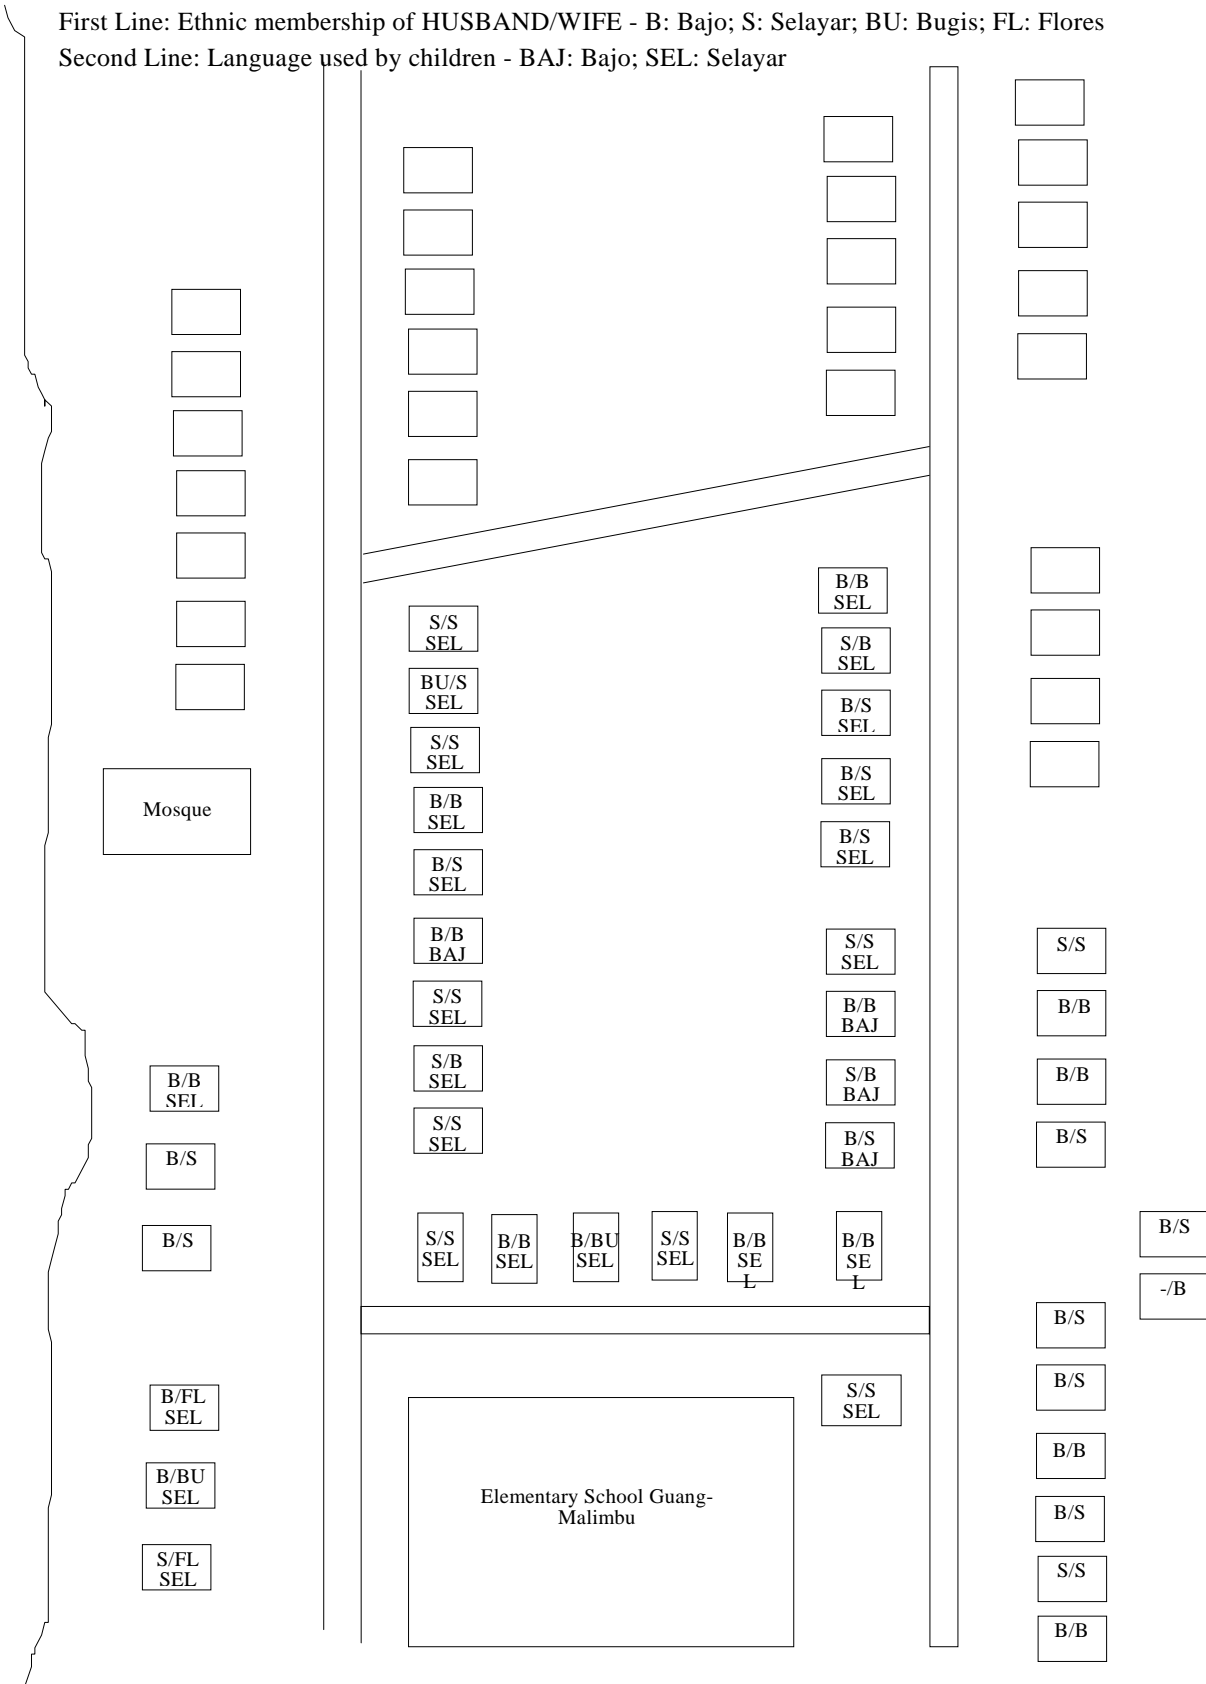 First Line: Ethnic membership of HUSBAND/WIFE - B: Bajo; S: Selayar; BU: Bugis; FL: Flores
Second Line: Language used by children - BAJ: Bajo; SEL: Selayar
Mosque
B/B
SEL
B/S
B/S
B/FL
SEL
B/BU
SEL
S/FL
SEL
S/S
SEL
BU/S
SEL
S/S
SEL
B/B
SEL
B/S
SEL
B/B
BAJ
S/S
SEL
S/B
SEL
S/S
SEL
S/S
SEL
B/B
SEL
B/BU
SEL
S/S
SEL
B/B
SE
L
B/B
SE
L
Elementary School Guang-
Malimbu
B/B
SEL
S/B
SEL
B/S
SEL
B/S
SEL
B/S
SEL
S/S
SEL
B/B
BAJ
S/B
BAJ
B/S
BAJ
S/S
SEL
S/S
B/B
B/B
B/S
B/S
-/B
B/S
B/S
B/B
B/S
S/S
B/B